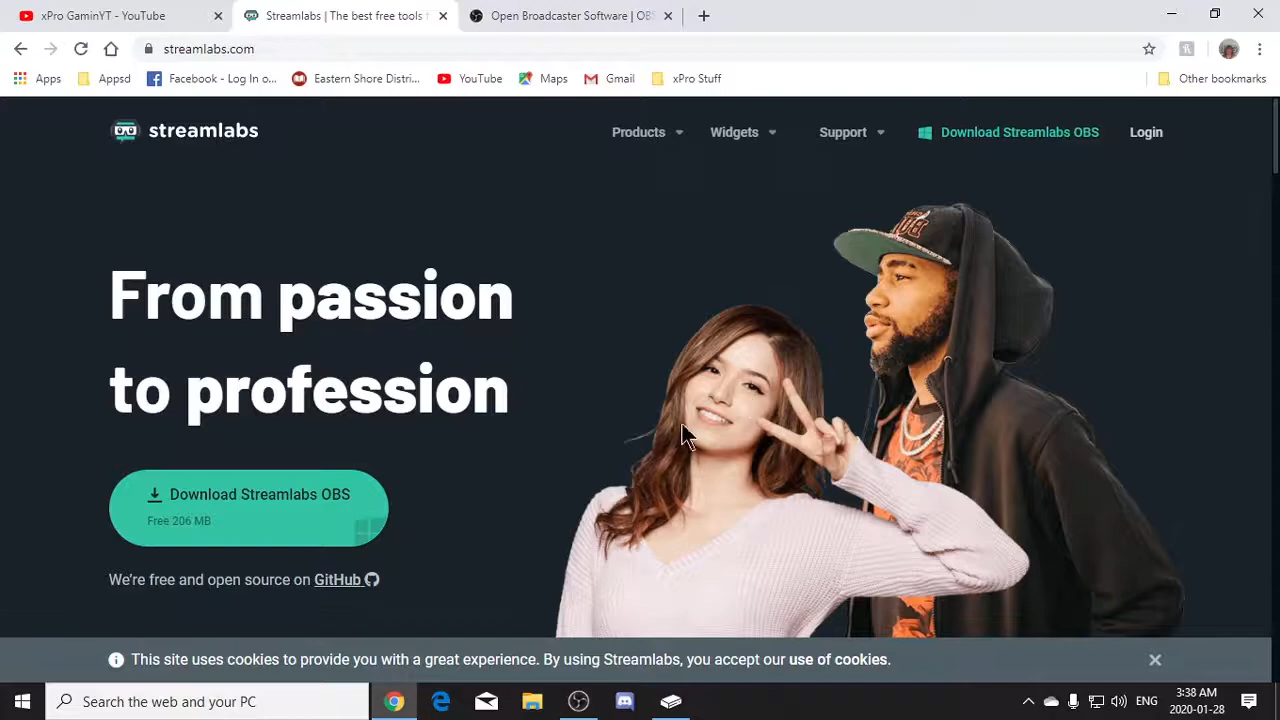 xPro GaminYT - YouTube
Streamlabs | The best free tools t
Open Broadcaster Software | OBS
streamlabs.com
Apps
Appsd
Facebook - Log In o...
Eastern Shore Distri...
YouTube
Maps
Gmail
xPro Stuff
Other bookmarks
streamlabs
Products
Widgets
Support
Download Streamlabs OBS
Login
From passion
to profession
Download Streamlabs OBS
Free 206 MB
We're free and open source on GitHub
This site uses cookies to provide you with a great experience. By using Streamlabs, you accept our use of cookies.
Search the web and your PC
ENG
3:38 AM
2020-01-28